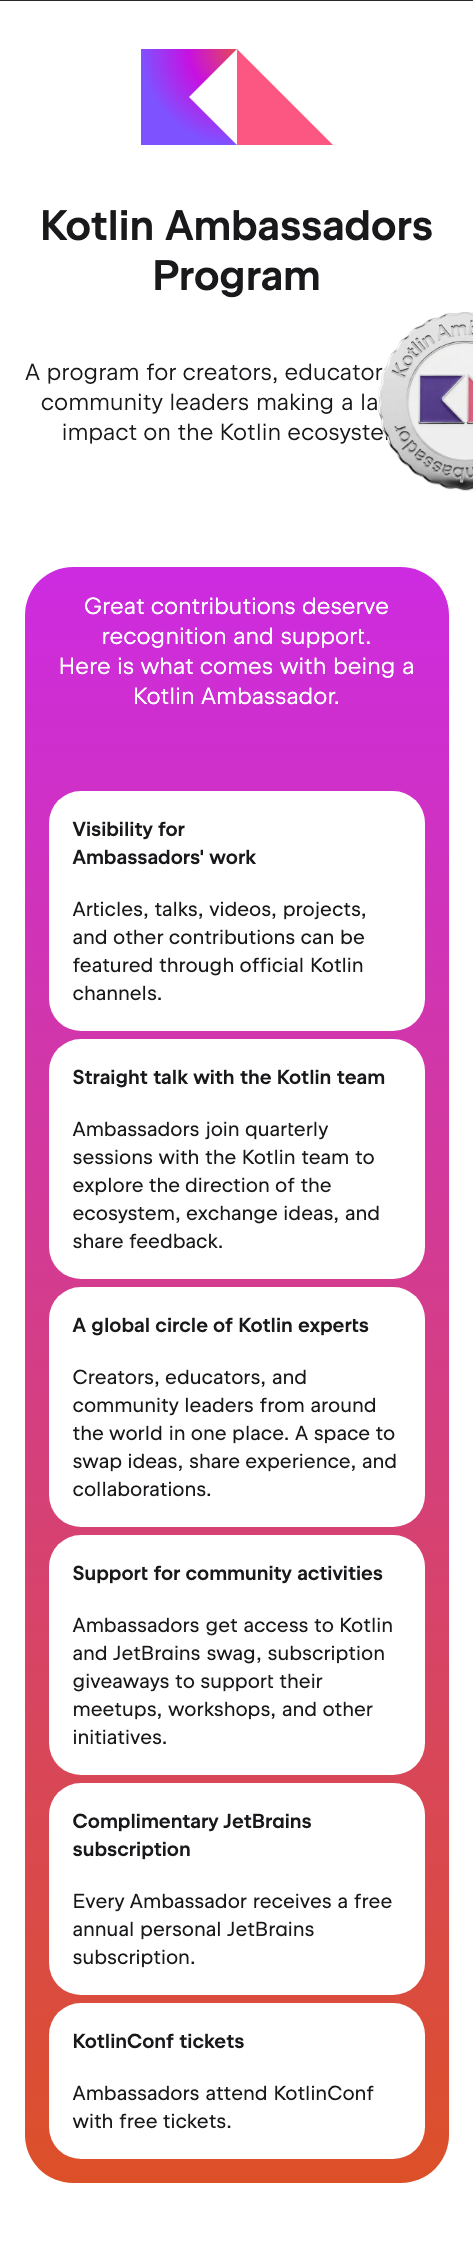 Kotlin Ambassadors
Program
A program for creators, educator
community leaders making a la
impact on the Kotlin ecosyste
Kotlin Amb
mbassador
Great contributions deserve
recognition and support.
Here is what comes with being a
Kotlin Ambassador.
Visibility for
Ambassadors' work
Articles, talks, videos, projects,
and other contributions can be
featured through official Kotlin
channels.
Straight talk with the Kotlin team
Ambassadors join quarterly
sessions with the Kotlin team to
explore the direction of the
ecosystem, exchange ideas, and
share feedback.
A global circle of Kotlin experts
Creators, educators, and
community leaders from around
the world in one place. A space to
swap ideas, share experience, and
collaborations.
Support for community activities
Ambassadors get access to Kotlin
and JetBrains swag, subscription
giveaways to support their
meetups, workshops, and other
initiatives.
Complimentary JetBrains
subscription
Every Ambassador receives a free
annual personal JetBrains
subscription.
KotlinConf tickets
Ambassadors attend KotlinConf
with free tickets.